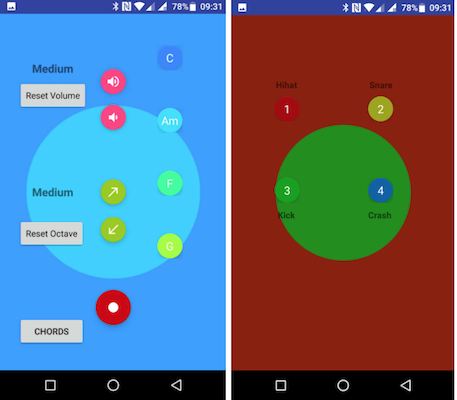 78% 09:31
Medium
C
Reset Volume
Am
Medium
F
Reset Octave
G
CHORDS
78% 09:31
Hihat Snare
1 2
3 4
Kick Crash